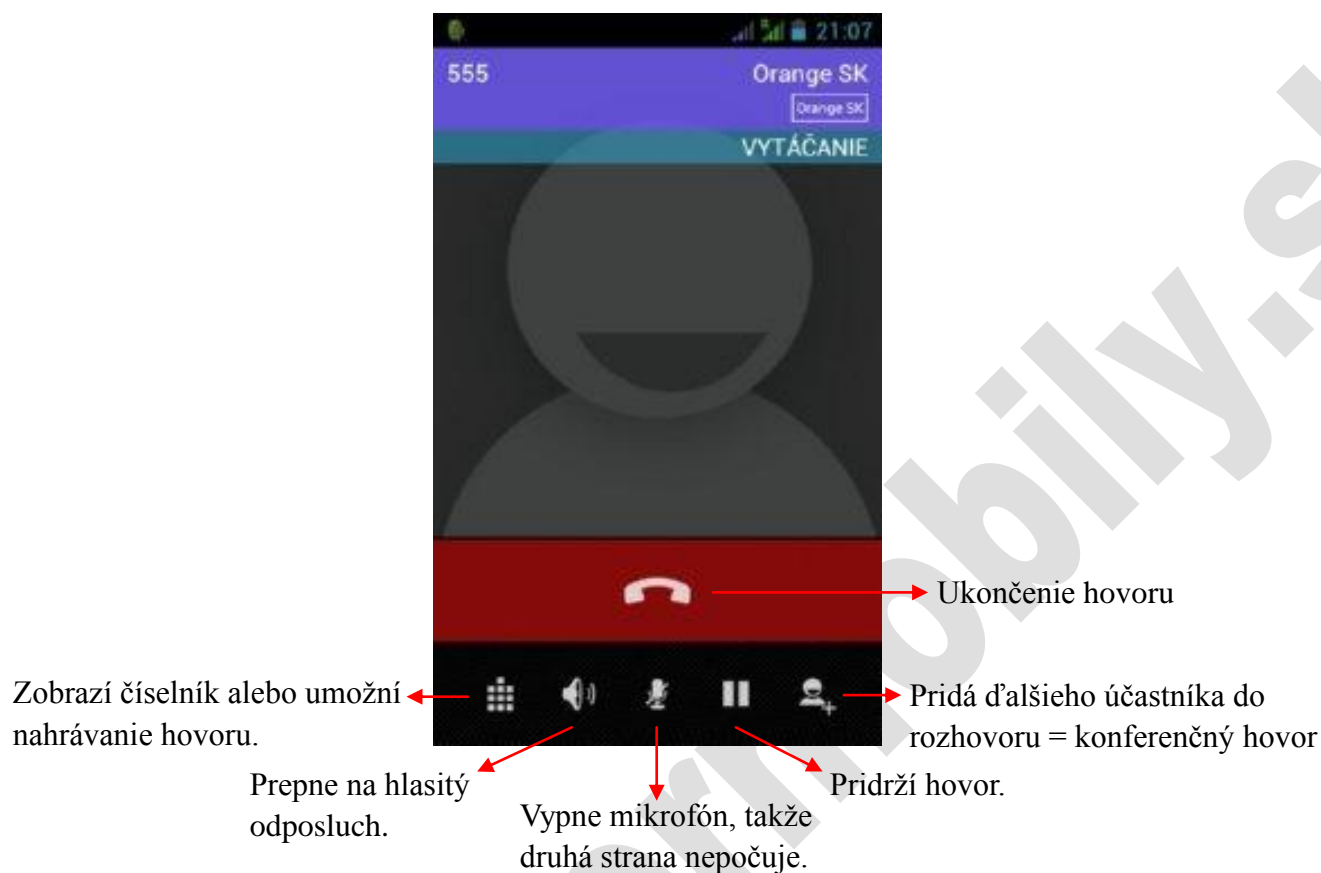 21:07
555
Orange SK
Orange SK
VYTÁČANIE
Ukončenie hovoru
Zobrazí číselník alebo umožní
nahrávanie hovoru.
Pridá ďalšieho účastníka do
rozhovoru = konferenčný hovor
Prepne na hlasitý
odposluch.
Pridrží hovor.
Vypne mikrofón, takže
druhá strana nepočuje.